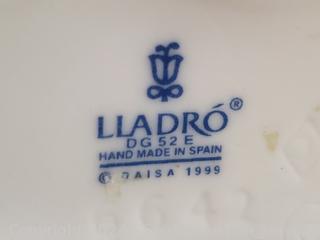 LLADRÓ®
DG 52 E
HAND MADE IN SPAIN
© DAISA 1999